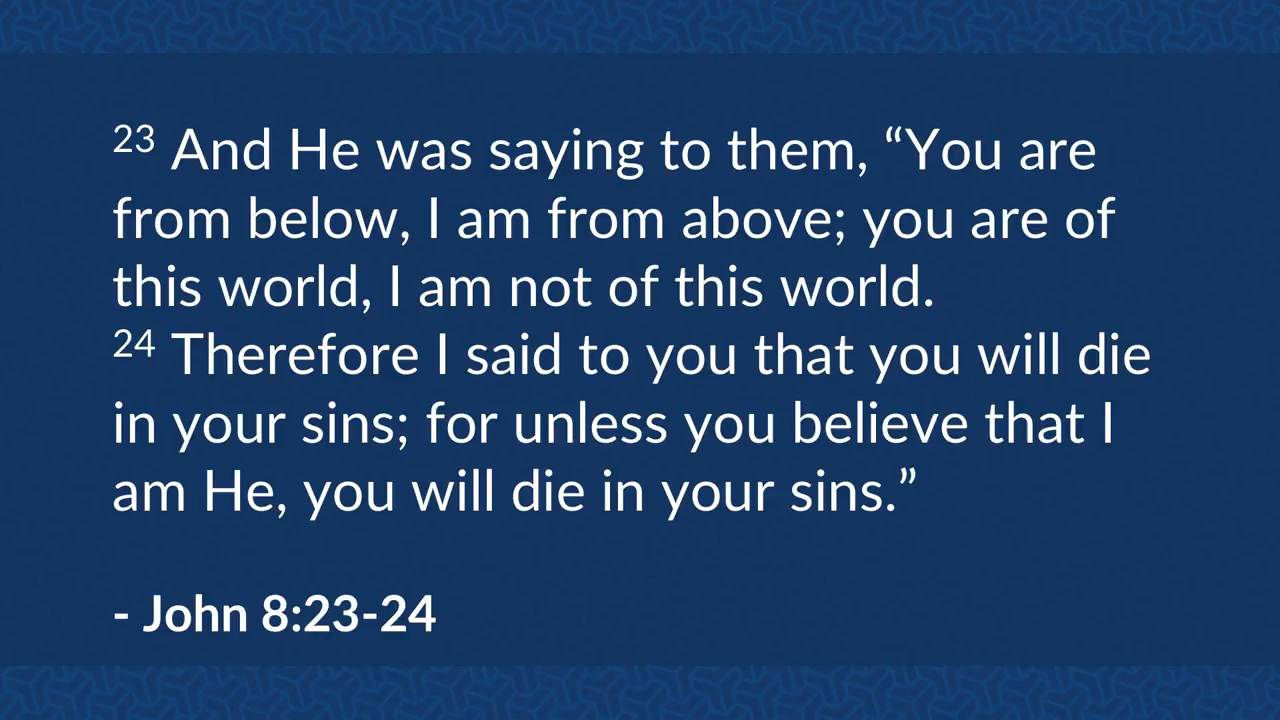 23 And He was saying to them, “You are
from below, I am from above; you are of
this world, I am not of this world.
24 Therefore I said to you that you will die
in your sins; for unless you believe that I
am He, you will die in your sins.”
- John 8:23-24